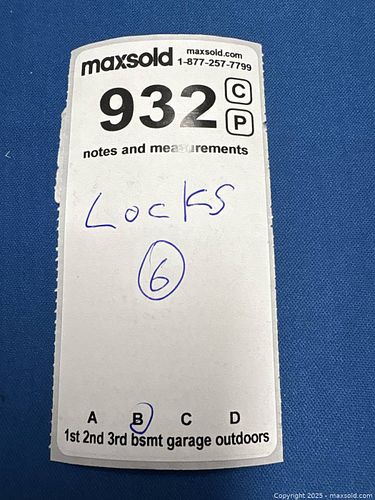 maxsold maxsold.com
1-877-257-7799
932 C
P
notes and measurements
Locks
6
A B C D
1st 2nd 3rd bsmt garage outdoors
Copyright © 2025 - maxsold.com